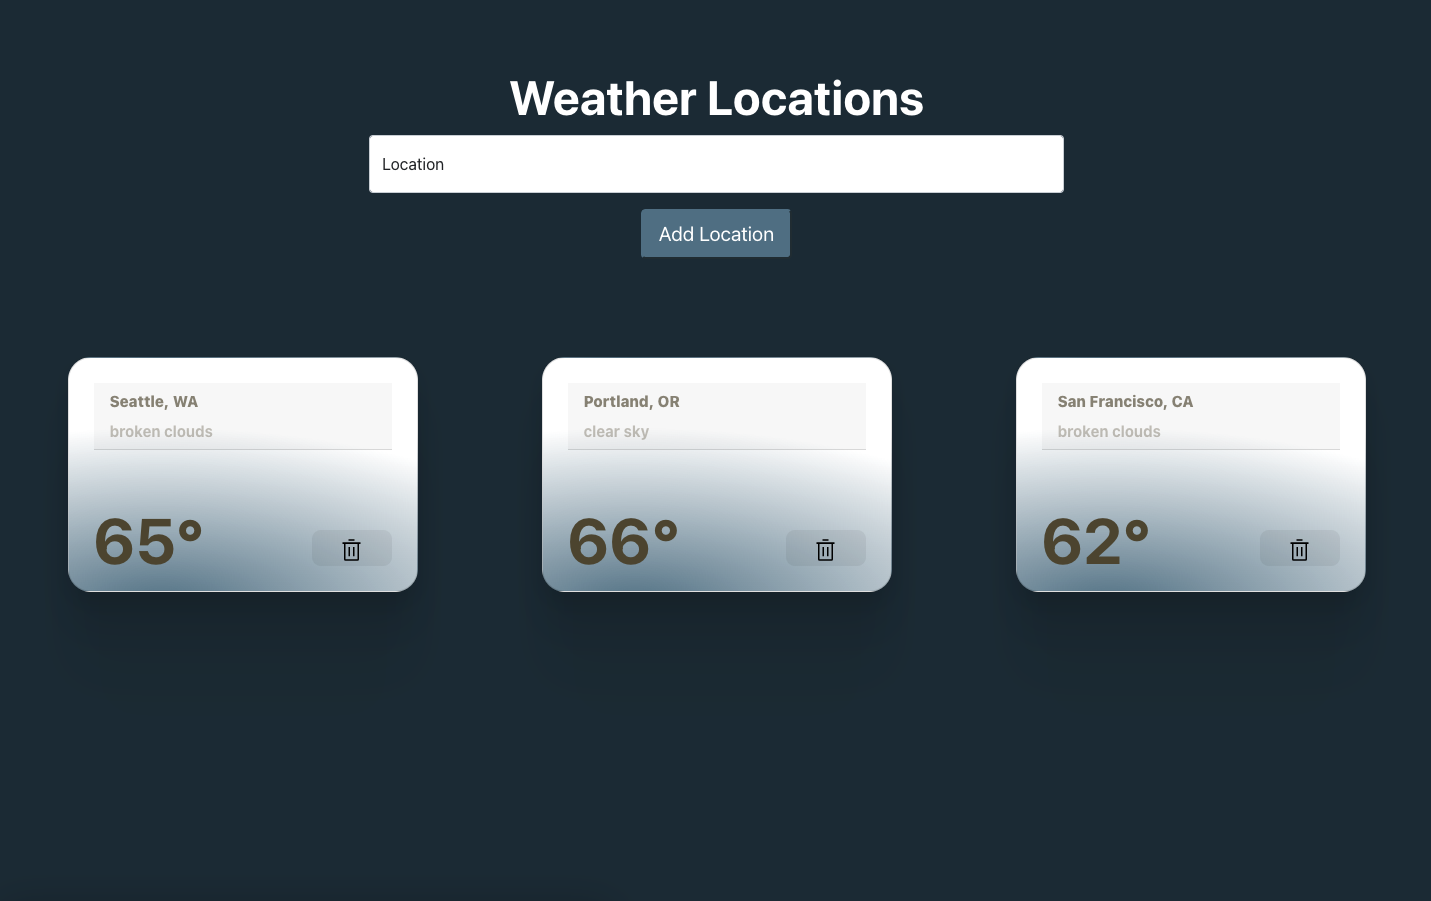 Weather Locations
Location
Add Location
Seattle, WA
broken clouds
65°
Portland, OR
clear sky
66°
San Francisco, CA
broken clouds
62°